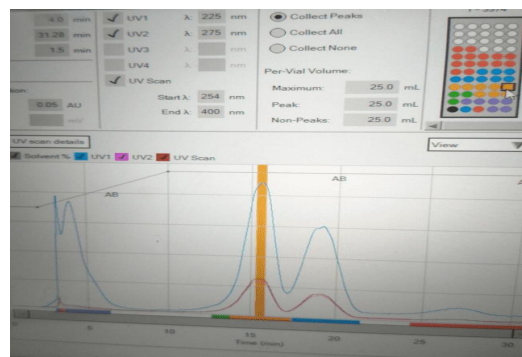 4.0 min
31.28 min
1.5 min
UV1 λ: 225 nm
UV2 λ: 275 nm
UV3 λ: nm
UV4 λ: nm
UV Scan
Start λ: 254 nm
End λ: 400 nm
0.05 AU
mV
Collect Peaks
Collect All
Collect None
Per-Vial Volume:
Maximum: 25.0 mL
Peak: 25.0 mL
Non-Peaks: 25.0 mL
UV scan details
View
Solvent % UV1 UV2 UV Scan
AB
AB
5 10 15 20 25 30
Time (min)